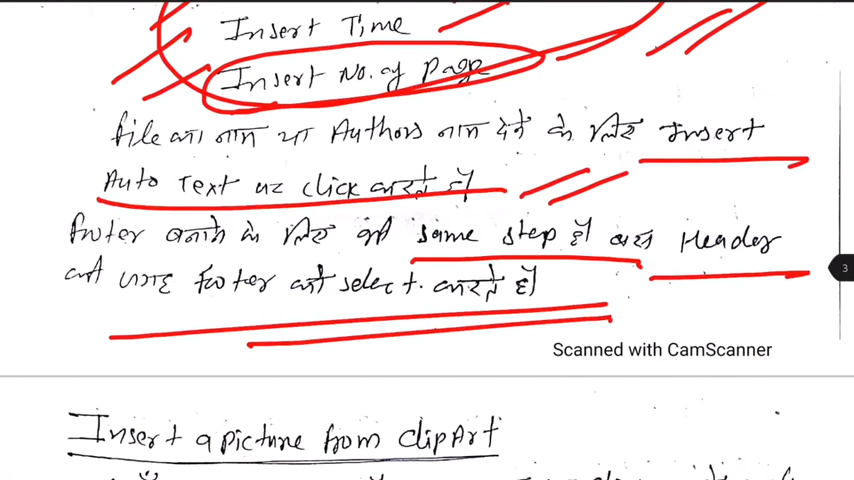 Insert Time
Insert No. of Page
File का नाम या Authors नाम देने के लिए Insert
Auto Text पर click करते हैं
Footer बनाने के लिए भी same step है बस Header
की जगह footer को select करते हैं
3
Scanned with CamScanner
Insert a picture from clipArt